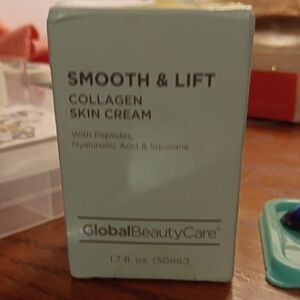 SMOOTH & LIFT
COLLAGEN
SKIN CREAM
With Peptides,
Hyaluronic Acid & Squalane
GlobalBeautyCare®
1.7 fl. oz. (50mL)